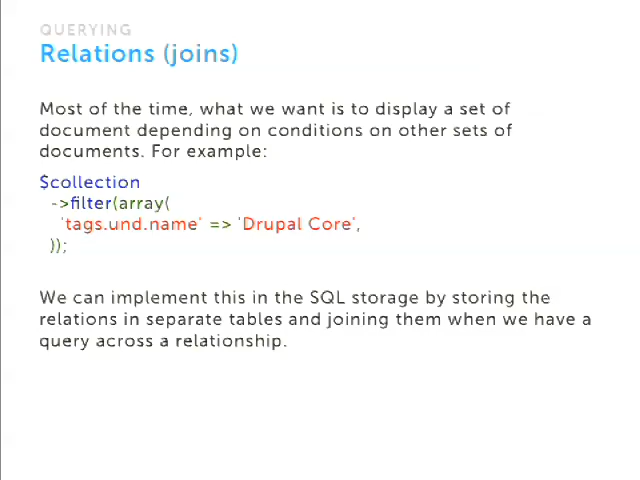 QUERYING
Relations (joins)
Most of the time, what we want is to display a set of
document depending on conditions on other sets of
documents. For example:
$collection
->filter(array(
'tags.und.name' => 'Drupal Core',
));
We can implement this in the SQL storage by storing the
relations in separate tables and joining them when we have a
query across a relationship.